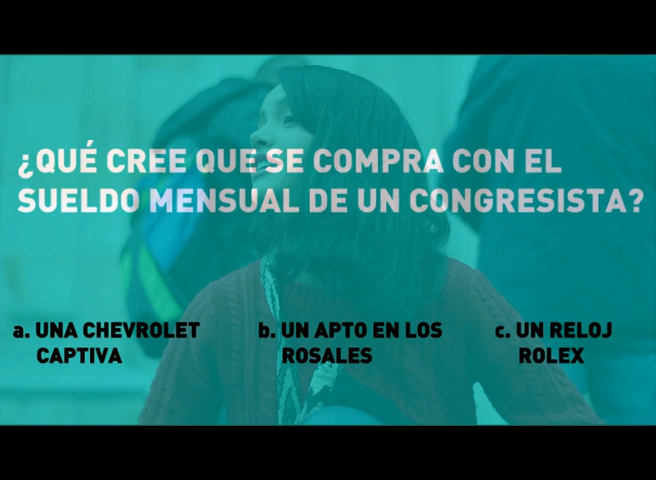 ¿QUÉ CREE QUE SE COMPRA CON EL
SUELDO MENSUAL DE UN CONGRESISTA?
a. UNA CHEVROLET
CAPTIVA
b. UN APTO EN LOS
ROSALES
c. UN RELOJ
ROLEX